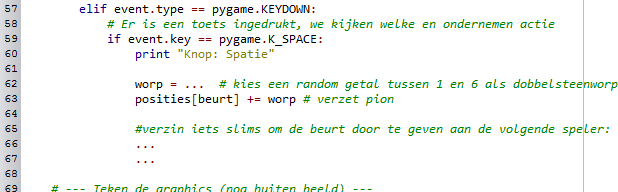 57 elif event.type == pygame.KEYDOWN:
58 # Er is een toets ingedrukt, we kijken welke en ondernemen actie
59 if event.key == pygame.K_SPACE:
60 print "Knop: Spatie"
61
62 worp = ... # kies een random getal tussen 1 en 6 als dobbelsteenworp
63 posities[beurt] += worp # verzet pion
64
65 #verzin iets slims om de beurt door te geven aan de volgende speler:
66 ...
67 ...
68
69 # --- Teken de graphics (nog buiten beeld) ---